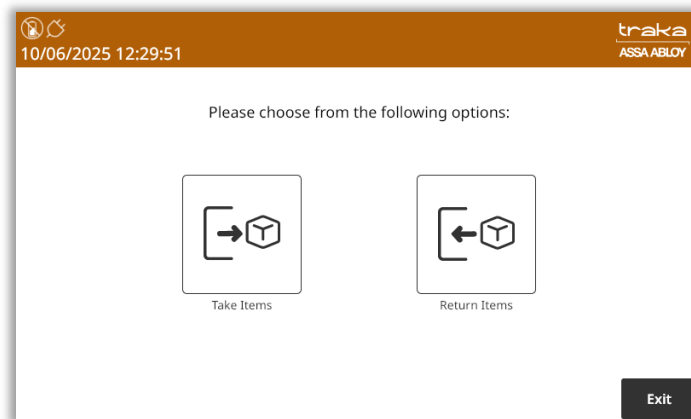 10/06/2025 12:29:51
traka
ASSA ABLOY
Please choose from the following options:
Take Items
Return Items
Exit